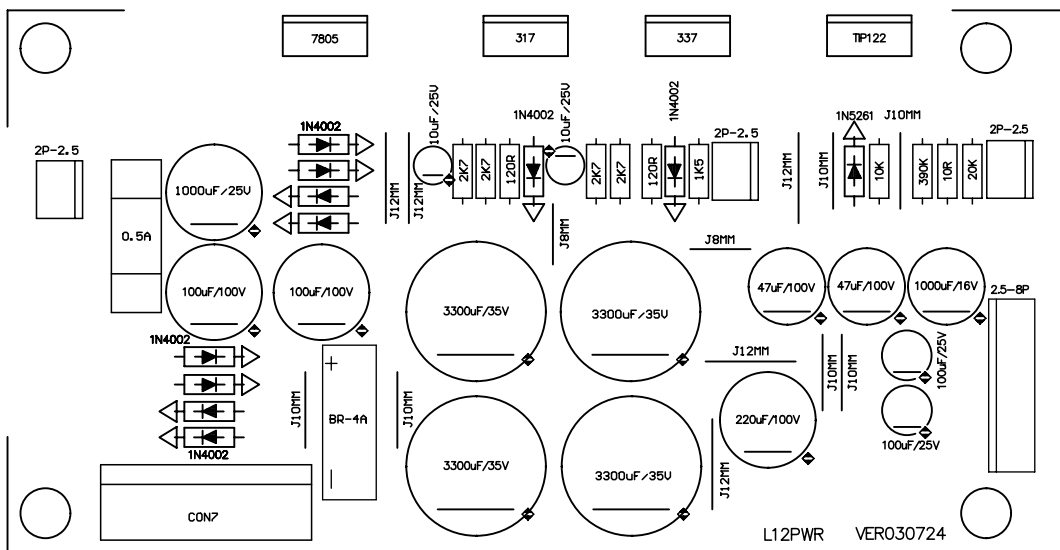 7805
317
337
TIP122
1N4002
10uF/25V
1N4002
10uF/25V
1N4002
1N5261
J10MM
2P-2.5
2P-2.5
2P-2.5
0.5A
1000uF/25V
J12MM
J12MM
2K7
2K7
120R
2K7
2K7
120R
1K5
J12MM
J10MM
10K
390K
10R
20K
J8MM
J8MM
100uF/100V
100uF/100V
3300uF/35V
3300uF/35V
47uF/100V
47uF/100V
1000uF/16V
2.5-8P
1N4002
J12MM
J10MM
J10MM
100uF/25V
J10MM
BR-4A
+
-
J10MM
220uF/100V
100uF/25V
1N4002
3300uF/35V
3300uF/35V
J12MM
CON7
L12PWR VER030724